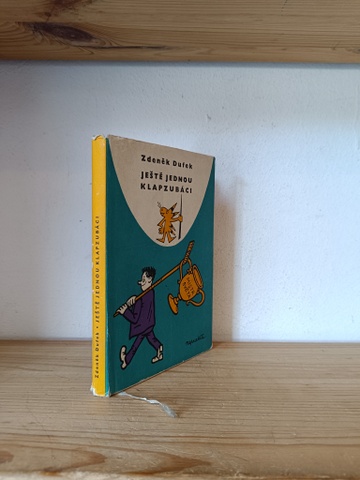 Zdeněk Dufek
JEŠTĚ JEDNOU
KLAPZUBÁCI
Zdeněk Dufek • JEŠTĚ JEDNOU KLAPZUBÁCI